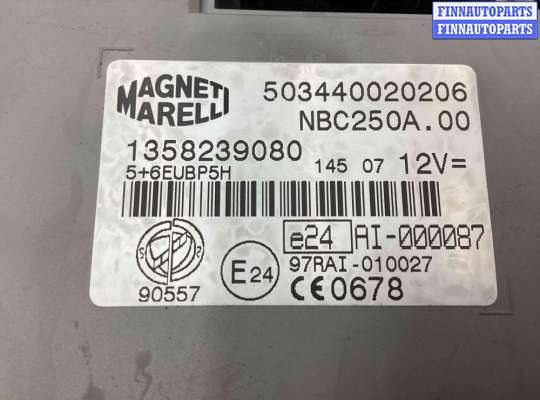 FINNAUTOPARTS
FINNAUTOPARTS
MAGNETI
MARELLI
503440020206
NBC250A.00
1358239080
145 07 12V=
5+6EUBP5H
e24 AI-000087
S R
E24
97RAI-010027
90557
CE0678